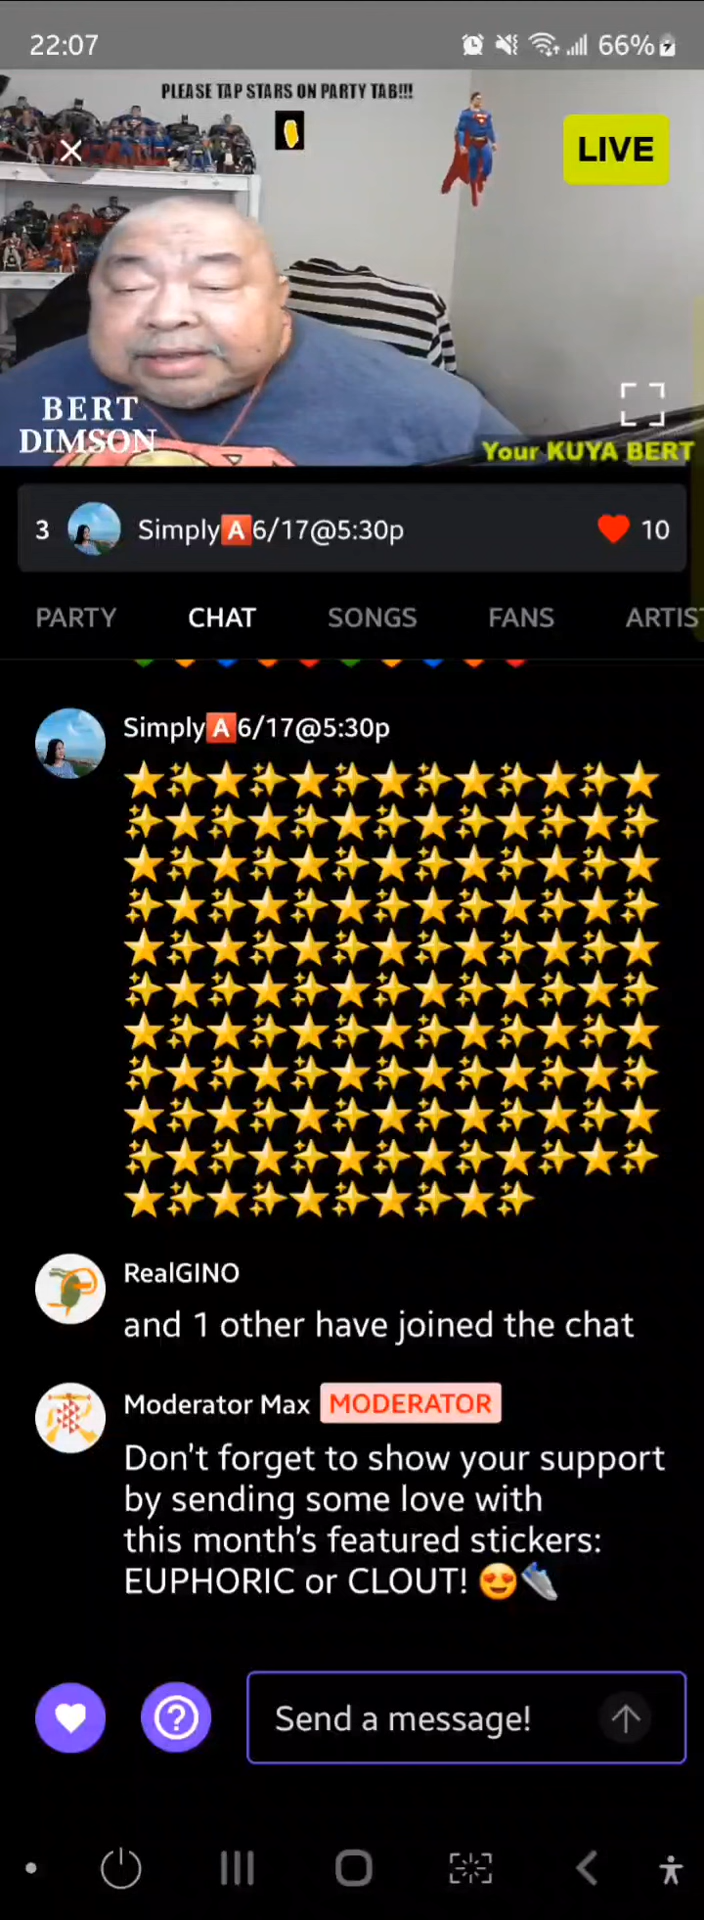 22:07
66%
PLEASE TAP STARS ON PARTY TAB!!!
LIVE
BERT
DIMSON
Your KUYA BERT
3 Simply🅰️6/17@5:30p ❤️ 10
PARTY CHAT SONGS FANS ARTIS
Simply🅰️6/17@5:30p
⭐✨⭐✨⭐✨⭐✨⭐✨⭐✨⭐
✨⭐✨⭐✨⭐✨⭐✨⭐✨⭐✨
⭐✨⭐✨⭐✨⭐✨⭐✨⭐✨⭐
✨⭐✨⭐✨⭐✨⭐✨⭐✨⭐✨
⭐✨⭐✨⭐✨⭐✨⭐✨⭐✨⭐
✨⭐✨⭐✨⭐✨⭐✨⭐✨⭐✨
⭐✨⭐✨⭐✨⭐✨⭐✨⭐✨⭐
✨⭐✨⭐✨⭐✨⭐✨⭐✨⭐✨
⭐✨⭐✨⭐✨⭐✨⭐✨⭐✨⭐
✨⭐✨⭐✨⭐✨⭐✨⭐✨⭐✨
⭐✨⭐✨⭐✨⭐✨⭐✨
RealGINO
and 1 other have joined the chat
Moderator Max MODERATOR
Don't forget to show your support
by sending some love with
this month's featured stickers:
EUPHORIC or CLOUT! 😍👟
Send a message!